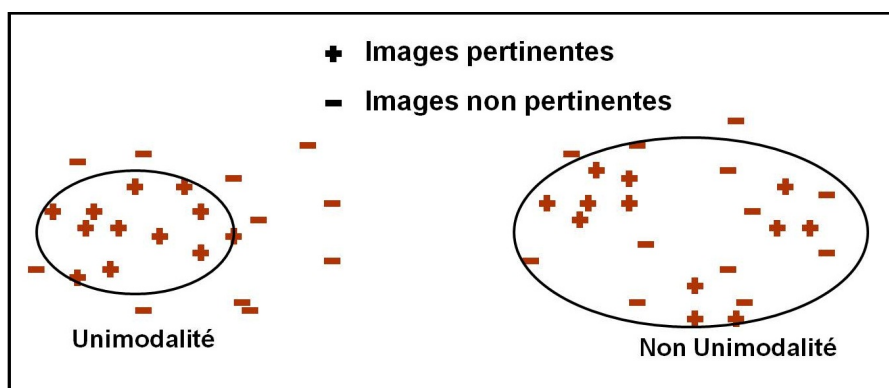 Images pertinentes
Images non pertinentes
Unimodalité
Non Unimodalité